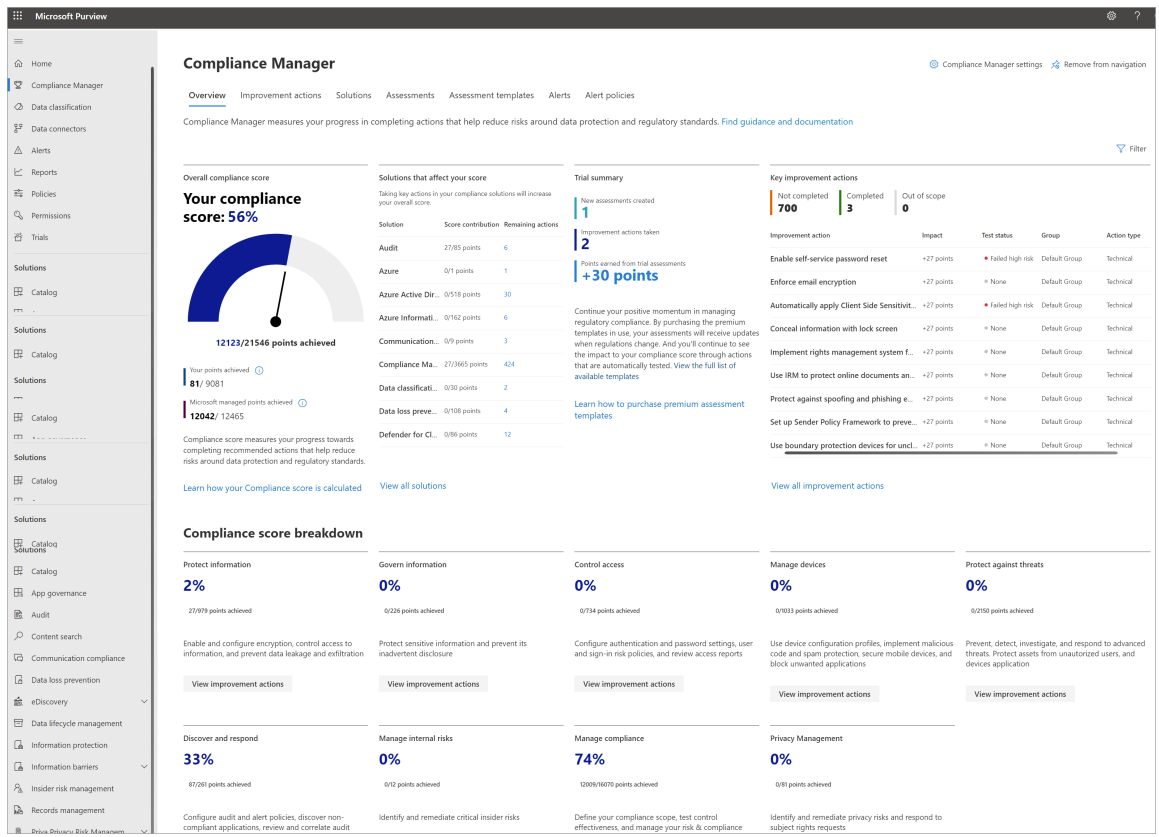 Microsoft Purview
?
Home
Compliance Manager
Data classification
Data connectors
Alerts
Reports
Policies
Permissions
Trials
Solutions
Catalog
Solutions
Catalog
Solutions
Catalog
Solutions
Catalog
Solutions
Catalog
Solutions
Catalog
App governance
Audit
Content search
Communication compliance
Data loss prevention
eDiscovery
Data lifecycle management
Information protection
Information barriers
Insider risk management
Records management
Priva Privacy Risk Managem...
Compliance Manager
Compliance Manager settings Remove from navigation
Overview Improvement actions Solutions Assessments Assessment templates Alerts Alert policies
Compliance Manager measures your progress in completing actions that help reduce risks around data protection and regulatory standards. Find guidance and documentation
Filter
Overall compliance score
Your compliance
score: 56%
12123/21546 points achieved
Your points achieved
81/ 9081
Microsoft managed points achieved
12042/ 12465
Compliance score measures your progress towards
completing recommended actions that help reduce
risks around data protection and regulatory standards.
Learn how your Compliance score is calculated
Solutions that affect your score
Taking key actions in your compliance solutions will increase
your overall score.
Solution Score contribution Remaining actions
Audit 27/85 points 6
Azure 0/1 points 1
Azure Active Dir... 0/518 points 30
Azure Informati... 0/162 points 6
Communication... 0/9 points 3
Compliance Ma... 27/3665 points 424
Data classificati... 0/30 points 2
Data loss preve... 0/108 points 4
Defender for Cl... 0/86 points 12
View all solutions
Trial summary
New assessments created
1
Improvement actions taken
2
Points earned from trial assessments
+30 points
Continue your positive momentum in managing
regulatory compliance. By purchasing the premium
templates in use, your assessments will receive updates
when regulations change. And you'll continue to see
the impact to your compliance score through actions
that are automatically tested. View the full list of
available templates
Learn how to purchase premium assessment
templates
Key improvement actions
Not completed Completed Out of scope
700 3 0
Improvement action Impact Test status Group Action type
Enable self-service password reset +27 points Failed high risk Default Group Technical
Enforce email encryption +27 points None Default Group Technical
Automatically apply Client Side Sensitivit... +27 points Failed high risk Default Group Technical
Conceal information with lock screen +27 points None Default Group Technical
Implement rights management system f... +27 points None Default Group Technical
Use IRM to protect online documents an... +27 points None Default Group Technical
Protect against spoofing and phishing e... +27 points None Default Group Technical
Set up Sender Policy Framework to preve... +27 points None Default Group Technical
Use boundary protection devices for uncl... +27 points None Default Group Technical
View all improvement actions
Compliance score breakdown
Protect information
2%
27/979 points achieved
Enable and configure encryption, control access to
information, and prevent data leakage and exfiltration
View improvement actions
Govern information
0%
0/226 points achieved
Protect sensitive information and prevent its
inadvertent disclosure
View improvement actions
Control access
0%
0/734 points achieved
Configure authentication and password settings, user
and sign-in risk policies, and review access reports
View improvement actions
Manage devices
0%
0/1033 points achieved
Use device configuration profiles, implement malicious
code and spam protection, secure mobile devices, and
block unwanted applications
View improvement actions
Protect against threats
0%
0/2150 points achieved
Prevent, detect, investigate, and respond to advanced
threats. Protect assets from unautorized users, and
devices application
View improvement actions
Discover and respond
33%
87/261 points achieved
Configure audit and alert policies, discover non-
compliant applications, review and correlate audit
Manage internal risks
0%
0/12 points achieved
Identify and remediate critical insider risks
Manage compliance
74%
12009/16070 points achieved
Define your compliance scope, test control
effectiveness, and manage your risk & compliance
Privacy Management
0%
0/81 points achieved
Identify and remediate privacy risks and respond to
subject rights requests